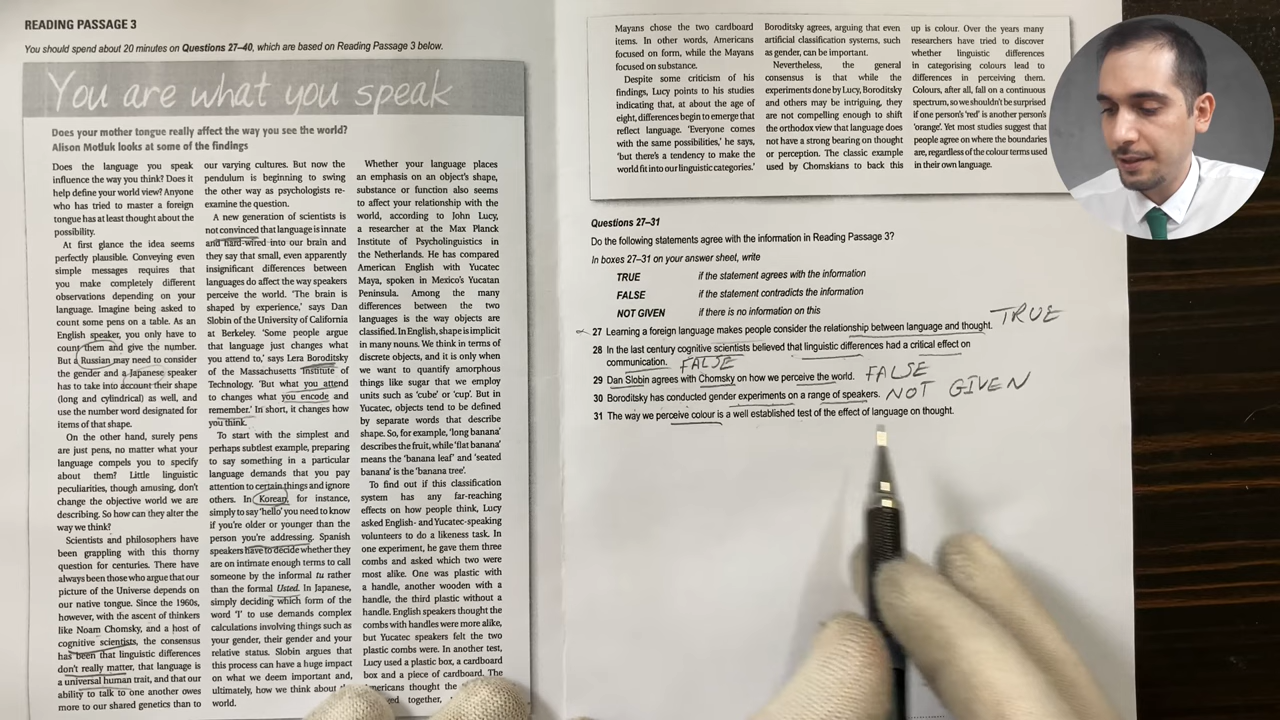 READING PASSAGE 3
You should spend about 20 minutes on Questions 27–40, which are based on Reading Passage 3 below.
You are what you speak
Does your mother tongue really affect the way you see the world?
Alison Motluk looks at some of the findings
Does the language you speak
influence the way you think? Does it
help define your world view? Anyone
who has tried to master a foreign
tongue has at least thought about the
possibility.
At first glance the idea seems
perfectly plausible. Conveying even
simple messages requires that
you make completely different
observations depending on your
language. Imagine being asked to
count some pens on a table. As an
English speaker, you only have to
count them and give the number.
But a Russian may need to consider
the gender and a Japanese speaker
has to take into account their shape
(long and cylindrical) as well, and
use the number word designated for
items of that shape.
On the other hand, surely pens
are just pens, no matter what your
language compels you to specify
about them? Little linguistic
peculiarities, though amusing, don't
change the objective world we are
describing. So how can they alter the
way we think?
Scientists and philosophers have
been grappling with this thorny
question for centuries. There have
always been those who argue that our
picture of the Universe depends on
our native tongue. Since the 1960s,
however, with the ascent of thinkers
like Noam Chomsky, and a host of
cognitive scientists, the consensus
has been that linguistic differences
don't really matter, that language is
a universal human trait, and that our
ability to talk to one another owes
more to our shared genetics than to
our varying cultures. But now the
pendulum is beginning to swing
the other way as psychologists re-
examine the question.
A new generation of scientists is
not convinced that language is innate
and hard-wired into our brain and
they say that small, even apparently
insignificant differences between
languages do affect the way speakers
perceive the world. 'The brain is
shaped by experience,' says Dan
Slobin of the University of California
at Berkeley. 'Some people argue
that language just changes what
you attend to,' says Lera Boroditsky
of the Massachusetts Institute of
Technology. 'But what you attend
to changes what you encode and
remember.' In short, it changes how
you think.
To start with the simplest and
perhaps subtlest example, preparing
to say something in a particular
language demands that you pay
attention to certain things and ignore
others. In Korean, for instance,
simply to say 'hello' you need to know
if you're older or younger than the
person you're addressing. Spanish
speakers have to decide whether they
are on intimate enough terms to call
someone by the informal tu rather
than the formal Usted. In Japanese,
simply deciding which form of the
word 'I' to use demands complex
calculations involving things such as
your gender, their gender and your
relative status. Slobin argues that
this process can have a huge impact
on what we deem important and,
ultimately, how we think about
world.
Whether your language places
an emphasis on an object's shape,
substance or function also seems
to affect your relationship with the
world, according to John Lucy,
a researcher at the Max Planck
Institute of Psycholinguistics in
the Netherlands. He has compared
American English with Yucatec
Maya, spoken in Mexico's Yucatan
Peninsula. Among the many
differences between the two
languages is the way objects are
classified. In English, shape is implicit
in many nouns. We think in terms of
discrete objects, and it is only when
we want to quantify amorphous
things like sugar that we employ
units such as 'cube' or 'cup'. But in
Yucatec, objects tend to be defined
by separate words that describe
shape. So, for example, 'long banana'
describes the fruit, while 'flat banana'
means the 'banana leaf' and 'seated
banana' is the 'banana tree'.
To find out if this classification
system has any far-reaching
effects on how people think, Lucy
asked English- and Yucatec-speaking
volunteers to do a likeness task. In
one experiment, he gave them three
combs and asked which two were
most alike. One was plastic with
a handle, another wooden with a
handle, the third plastic without a
handle. English speakers thought the
combs with handles were more alike,
but Yucatec speakers felt the two
plastic combs were. In another test,
Lucy used a plastic box, a cardboard
box and a piece of cardboard. The
Americans thought the
together,
Mayans chose the two cardboard
items. In other words, Americans
focused on form, while the Mayans
focused on substance.
Despite some criticism of his
findings, Lucy points to his studies
indicating that, at about the age of
eight, differences begin to emerge that
reflect language. 'Everyone comes
with the same possibilities,' he says,
'but there's a tendency to make the
world fit into our linguistic categories.'
Boroditsky agrees, arguing that even
artificial classification systems, such
as gender, can be important.
Nevertheless, the general
consensus is that while the
experiments done by Lucy, Boroditsky
and others may be intriguing, they
are not compelling enough to shift
the orthodox view that language does
not have a strong bearing on thought
or perception. The classic example
used by Chomskians to back this
up is colour. Over the years many
researchers have tried to discover
whether linguistic differences
in categorising colours lead to
differences in perceiving them.
Colours, after all, fall on a continuous
spectrum, so we shouldn't be surprised
if one person's 'red' is another person's
'orange'. Yet most studies suggest that
people agree on where the boundaries
are, regardless of the colour terms used
in their own language.
Questions 27–31
Do the following statements agree with the information in Reading Passage 3?
In boxes 27–31 on your answer sheet, write
TRUE if the statement agrees with the information
FALSE if the statement contradicts the information
NOT GIVEN if there is no information on this
27 Learning a foreign language makes people consider the relationship between language and thought. TRUE
28 In the last century cognitive scientists believed that linguistic differences had a critical effect on
communication. FALSE
29 Dan Slobin agrees with Chomsky on how we perceive the world. FALSE
30 Boroditsky has conducted gender experiments on a range of speakers. NOT GIVEN
31 The way we perceive colour is a well established test of the effect of language on thought.